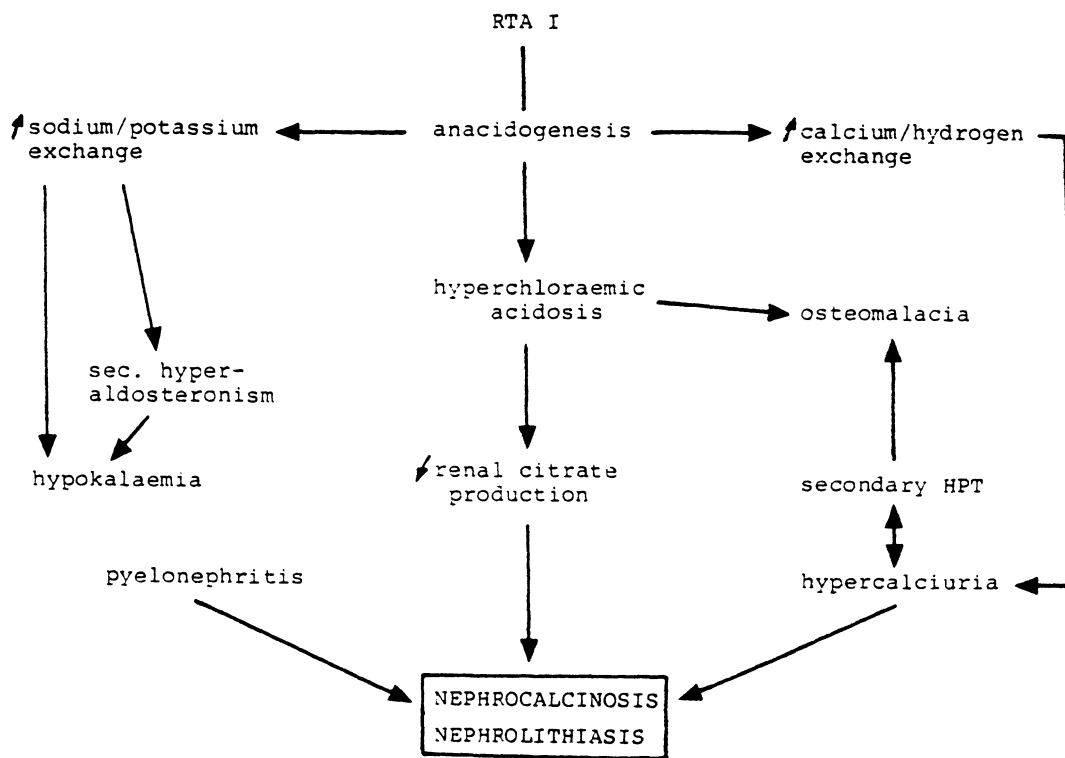 RTA I
sodium/potassium
exchange
anacidogenesis
calcium/hydrogen
exchange
hyperchloraemic
acidosis
osteomalacia
sec. hyper-
aldosteronism
hypokalaemia
renal citrate
production
secondary HPT
pyelonephritis
hypercalciuria
NEPHROCALCINOSIS
NEPHROLITHIASIS